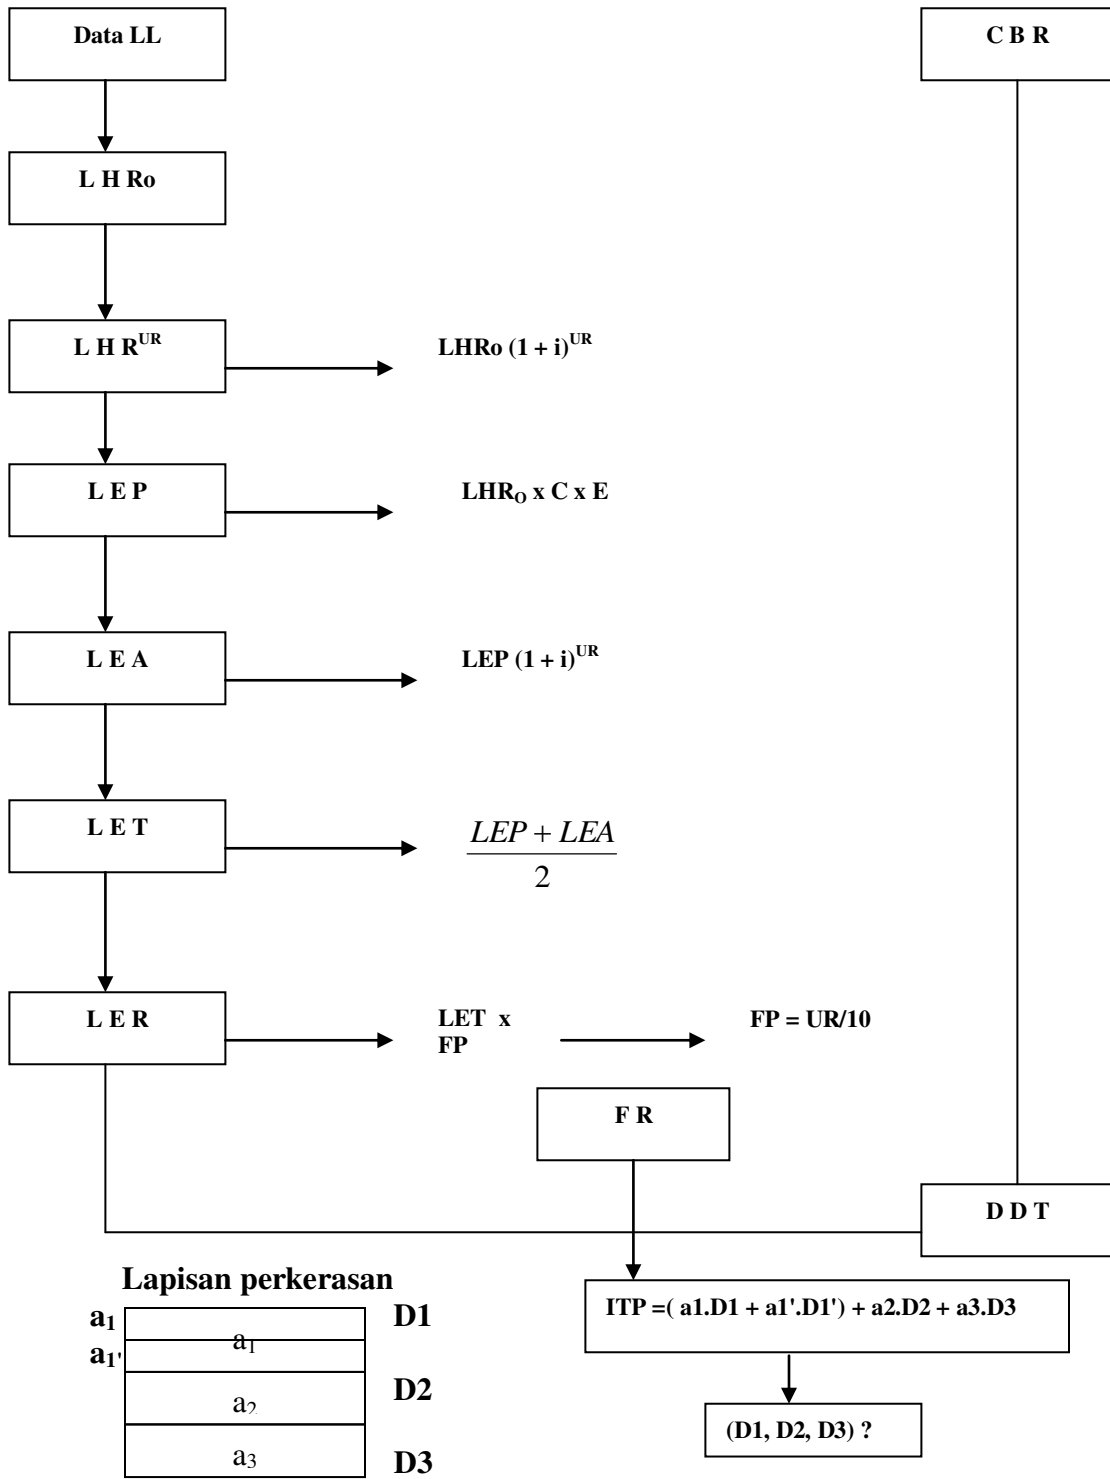 Data LL
C B R
L H Ro
L H R^UR
LHRo (1 + i)^UR
L E P
LHR_O x C x E
L E A
LEP (1 + i)^UR
L E T
LEP + LEA
2
L E R
LET x
FP
FP = UR/10
F R
D D T
Lapisan perkerasan
ITP =( a1.D1 + a1'.D1') + a2.D2 + a3.D3
a1
D1
a1
a1'
D2
a2
(D1, D2, D3) ?
a3
D3